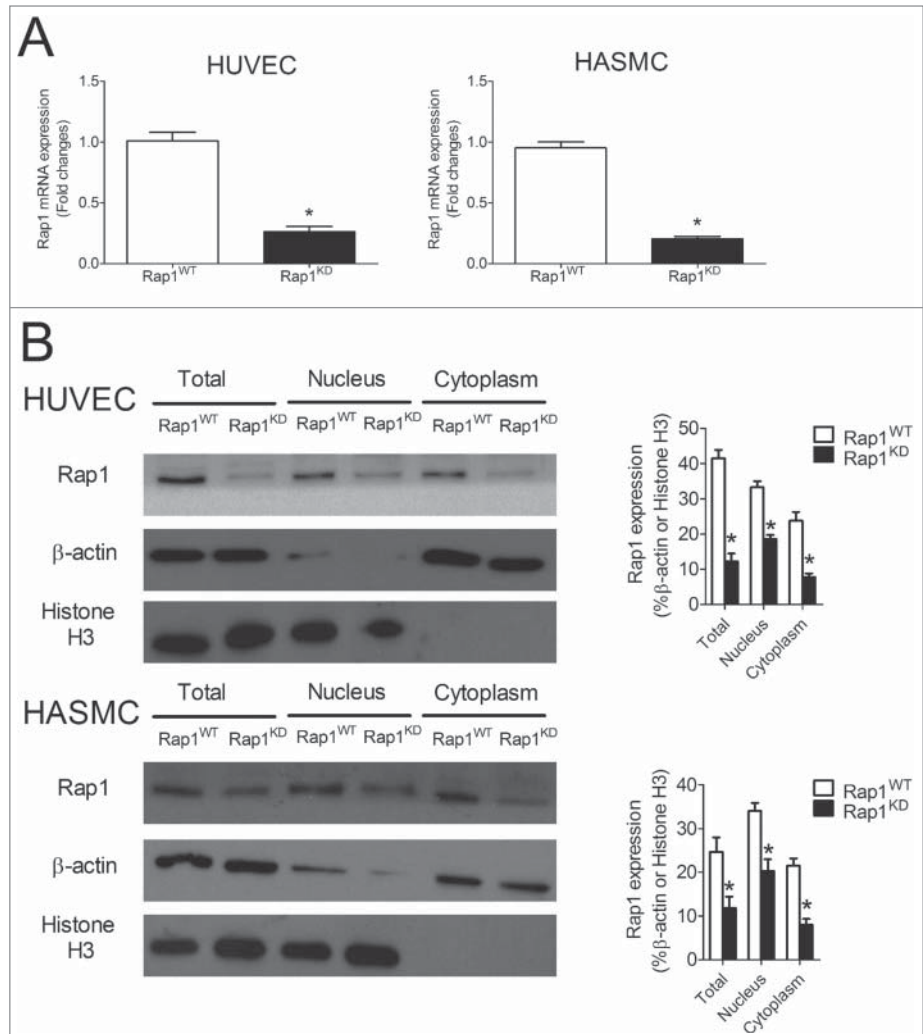 A
HUVEC
Rap1 mRNA expression
(Fold changes)
1.5
1.0
0.5
0.0
*
Rap1WT
Rap1KD
HASMC
Rap1 mRNA expression
(Fold changes)
1.5
1.0
0.5
0.0
*
Rap1WT
Rap1KD
B
HUVEC
Total Nucleus Cytoplasm
Rap1WT Rap1KD Rap1WT Rap1KD Rap1WT Rap1KD
Rap1
β-actin
Histone
H3
Rap1 expression
(%β-actin or Histone H3)
50
40
30
20
10
0
Rap1WT
Rap1KD
* * *
Total
Nucleus
Cytoplasm
HASMC
Total Nucleus Cytoplasm
Rap1WT Rap1KD Rap1WT Rap1KD Rap1WT Rap1KD
Rap1
β-actin
Histone
H3
Rap1 expression
(%β-actin or Histone H3)
40
30
20
10
0
Rap1WT
Rap1KD
* * *
Total
Nucleus
Cytoplasm